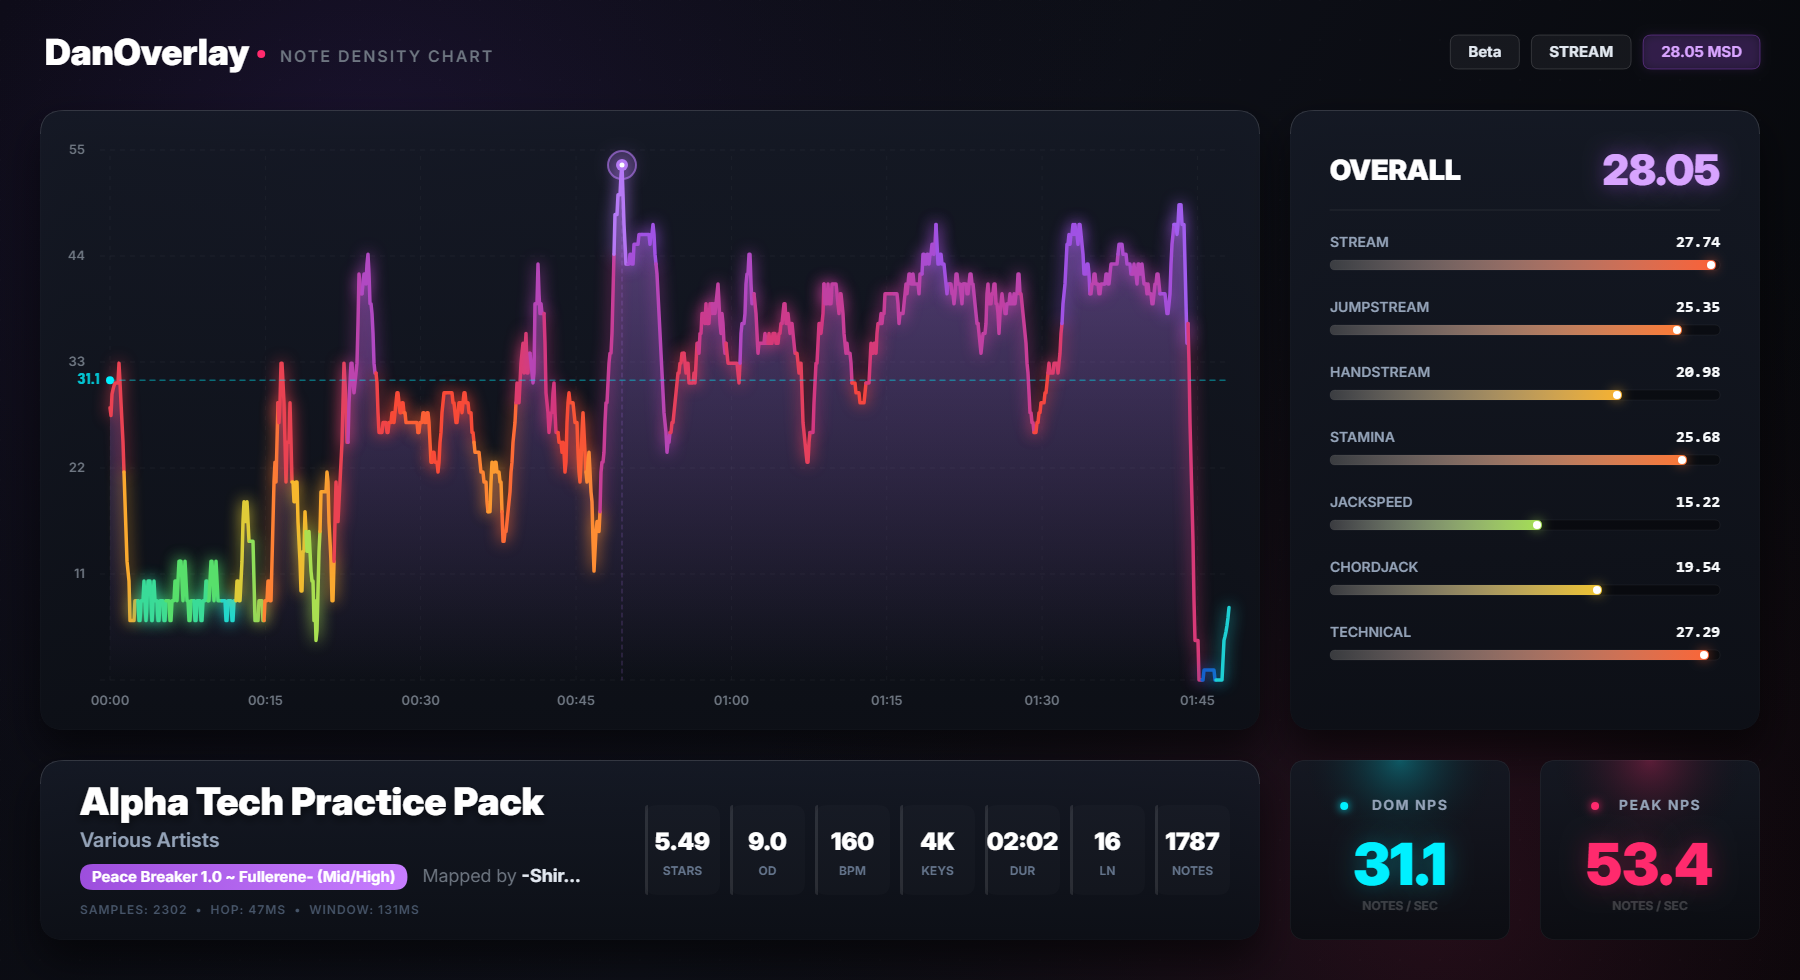 DanOverlay • NOTE DENSITY CHART
Beta
STREAM
28.05 MSD
55
44
33
31.1
22
11
00:00 00:15 00:30 00:45 01:00 01:15 01:30 01:45
OVERALL 28.05
STREAM 27.74
JUMPSTREAM 25.35
HANDSTREAM 20.98
STAMINA 25.68
JACKSPEED 15.22
CHORDJACK 19.54
TECHNICAL 27.29
Alpha Tech Practice Pack
Various Artists
Peace Breaker 1.0 ~ Fullerene- (Mid/High) Mapped by -Shir...
SAMPLES: 2302 • HOP: 47MS • WINDOW: 131MS
5.49 9.0 160 4K 02:02 16 1787
STARS OD BPM KEYS DUR LN NOTES
DOM NPS
31.1
NOTES / SEC
PEAK NPS
53.4
NOTES / SEC